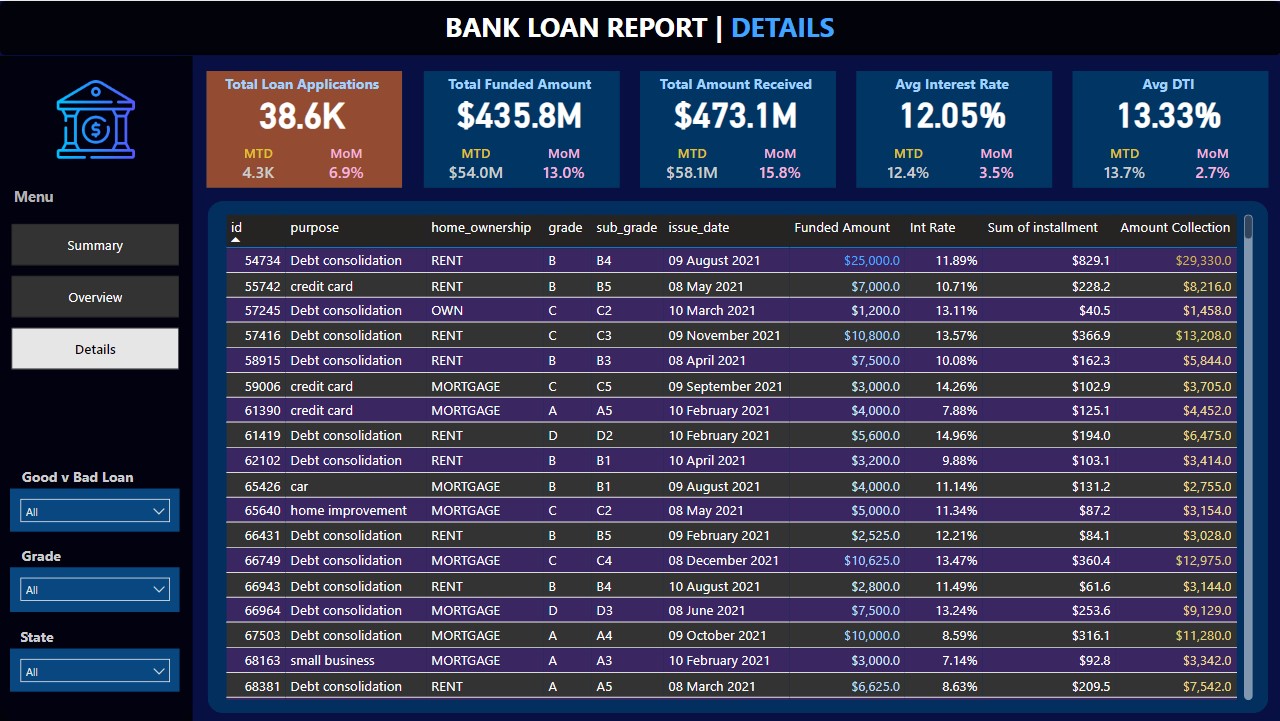 BANK LOAN REPORT | DETAILS
Total Loan Applications
38.6K
MTD MoM
4.3K 6.9%
Total Funded Amount
$435.8M
MTD MoM
$54.0M 13.0%
Total Amount Received
$473.1M
MTD MoM
$58.1M 15.8%
Avg Interest Rate
12.05%
MTD MoM
12.4% 3.5%
Avg DTI
13.33%
MTD MoM
13.7% 2.7%
$
Menu
Summary
Overview
Details
Good v Bad Loan
All
Grade
All
State
All
id purpose home_ownership grade sub_grade issue_date Funded Amount Int Rate Sum of installment Amount Collection
54734 Debt consolidation RENT B B4 09 August 2021 $25,000.0 11.89% $829.1 $29,330.0
55742 credit card RENT B B5 08 May 2021 $7,000.0 10.71% $228.2 $8,216.0
57245 Debt consolidation OWN C C2 10 March 2021 $1,200.0 13.11% $40.5 $1,458.0
57416 Debt consolidation RENT C C3 09 November 2021 $10,800.0 13.57% $366.9 $13,208.0
58915 Debt consolidation RENT B B3 08 April 2021 $7,500.0 10.08% $162.3 $5,844.0
59006 credit card MORTGAGE C C5 09 September 2021 $3,000.0 14.26% $102.9 $3,705.0
61390 credit card MORTGAGE A A5 10 February 2021 $4,000.0 7.88% $125.1 $4,452.0
61419 Debt consolidation RENT D D2 10 February 2021 $5,600.0 14.96% $194.0 $6,475.0
62102 Debt consolidation RENT B B1 10 April 2021 $3,200.0 9.88% $103.1 $3,414.0
65426 car MORTGAGE B B1 09 August 2021 $4,000.0 11.14% $131.2 $2,755.0
65640 home improvement MORTGAGE C C2 08 May 2021 $5,000.0 11.34% $87.2 $3,154.0
66431 Debt consolidation RENT B B5 09 February 2021 $2,525.0 12.21% $84.1 $3,028.0
66749 Debt consolidation MORTGAGE C C4 08 December 2021 $10,625.0 13.47% $360.4 $12,975.0
66943 Debt consolidation RENT B B4 10 August 2021 $2,800.0 11.49% $61.6 $3,144.0
66964 Debt consolidation MORTGAGE D D3 08 June 2021 $7,500.0 13.24% $253.6 $9,129.0
67503 Debt consolidation MORTGAGE A A4 09 October 2021 $10,000.0 8.59% $316.1 $11,280.0
68163 small business MORTGAGE A A3 10 February 2021 $3,000.0 7.14% $92.8 $3,342.0
68381 Debt consolidation RENT A A5 08 March 2021 $6,625.0 8.63% $209.5 $7,542.0